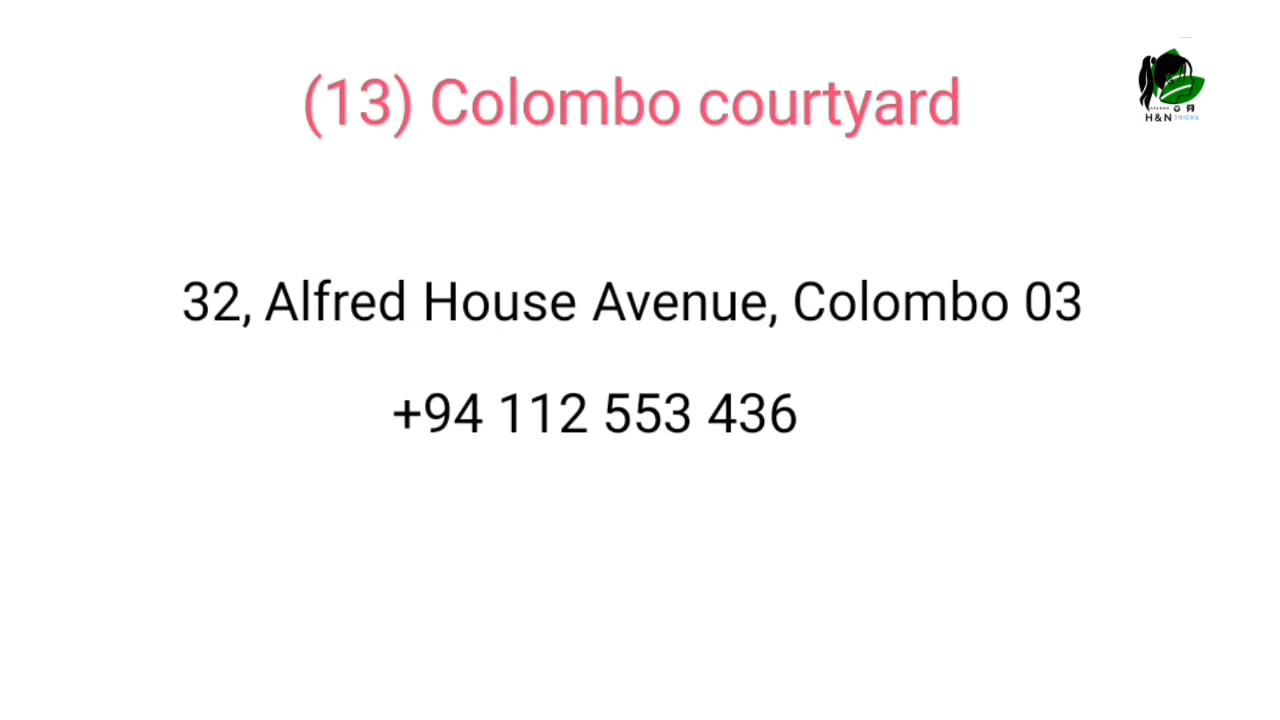 (13) Colombo courtyard
H&N TRICKS
32, Alfred House Avenue, Colombo 03
+94 112 553 436